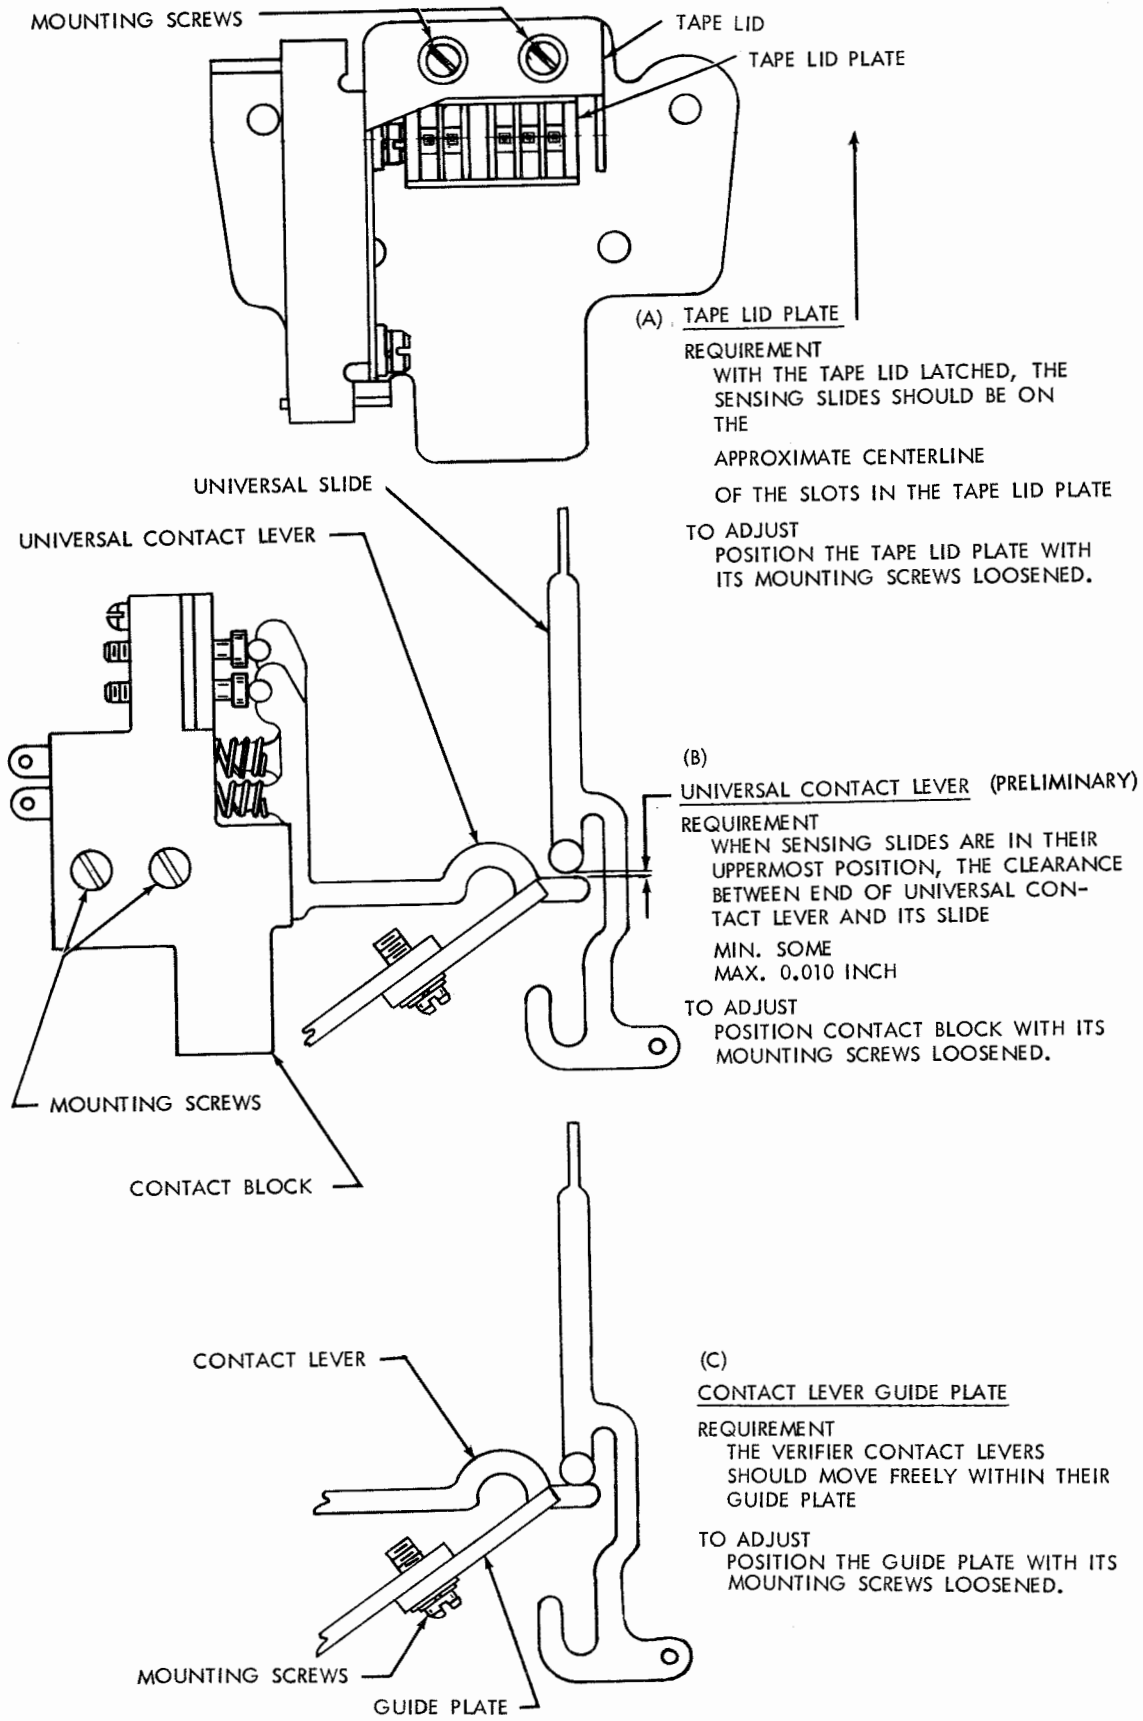 MOUNTING SCREWS
TAPE LID
TAPE LID PLATE
(A) TAPE LID PLATE
REQUIREMENT
WITH THE TAPE LID LATCHED, THE
SENSING SLIDES SHOULD BE ON
THE
APPROXIMATE CENTERLINE
OF THE SLOTS IN THE TAPE LID PLATE
TO ADJUST
POSITION THE TAPE LID PLATE WITH
ITS MOUNTING SCREWS LOOSENED.
UNIVERSAL SLIDE
UNIVERSAL CONTACT LEVER
(B)
UNIVERSAL CONTACT LEVER (PRELIMINARY)
REQUIREMENT
WHEN SENSING SLIDES ARE IN THEIR
UPPERMOST POSITION, THE CLEARANCE
BETWEEN END OF UNIVERSAL CON-
TACT LEVER AND ITS SLIDE
MIN. SOME
MAX. 0.010 INCH
TO ADJUST
POSITION CONTACT BLOCK WITH ITS
MOUNTING SCREWS LOOSENED.
MOUNTING SCREWS
CONTACT BLOCK
CONTACT LEVER
(C)
CONTACT LEVER GUIDE PLATE
REQUIREMENT
THE VERIFIER CONTACT LEVERS
SHOULD MOVE FREELY WITHIN THEIR
GUIDE PLATE
TO ADJUST
POSITION THE GUIDE PLATE WITH ITS
MOUNTING SCREWS LOOSENED.
MOUNTING SCREWS
GUIDE PLATE